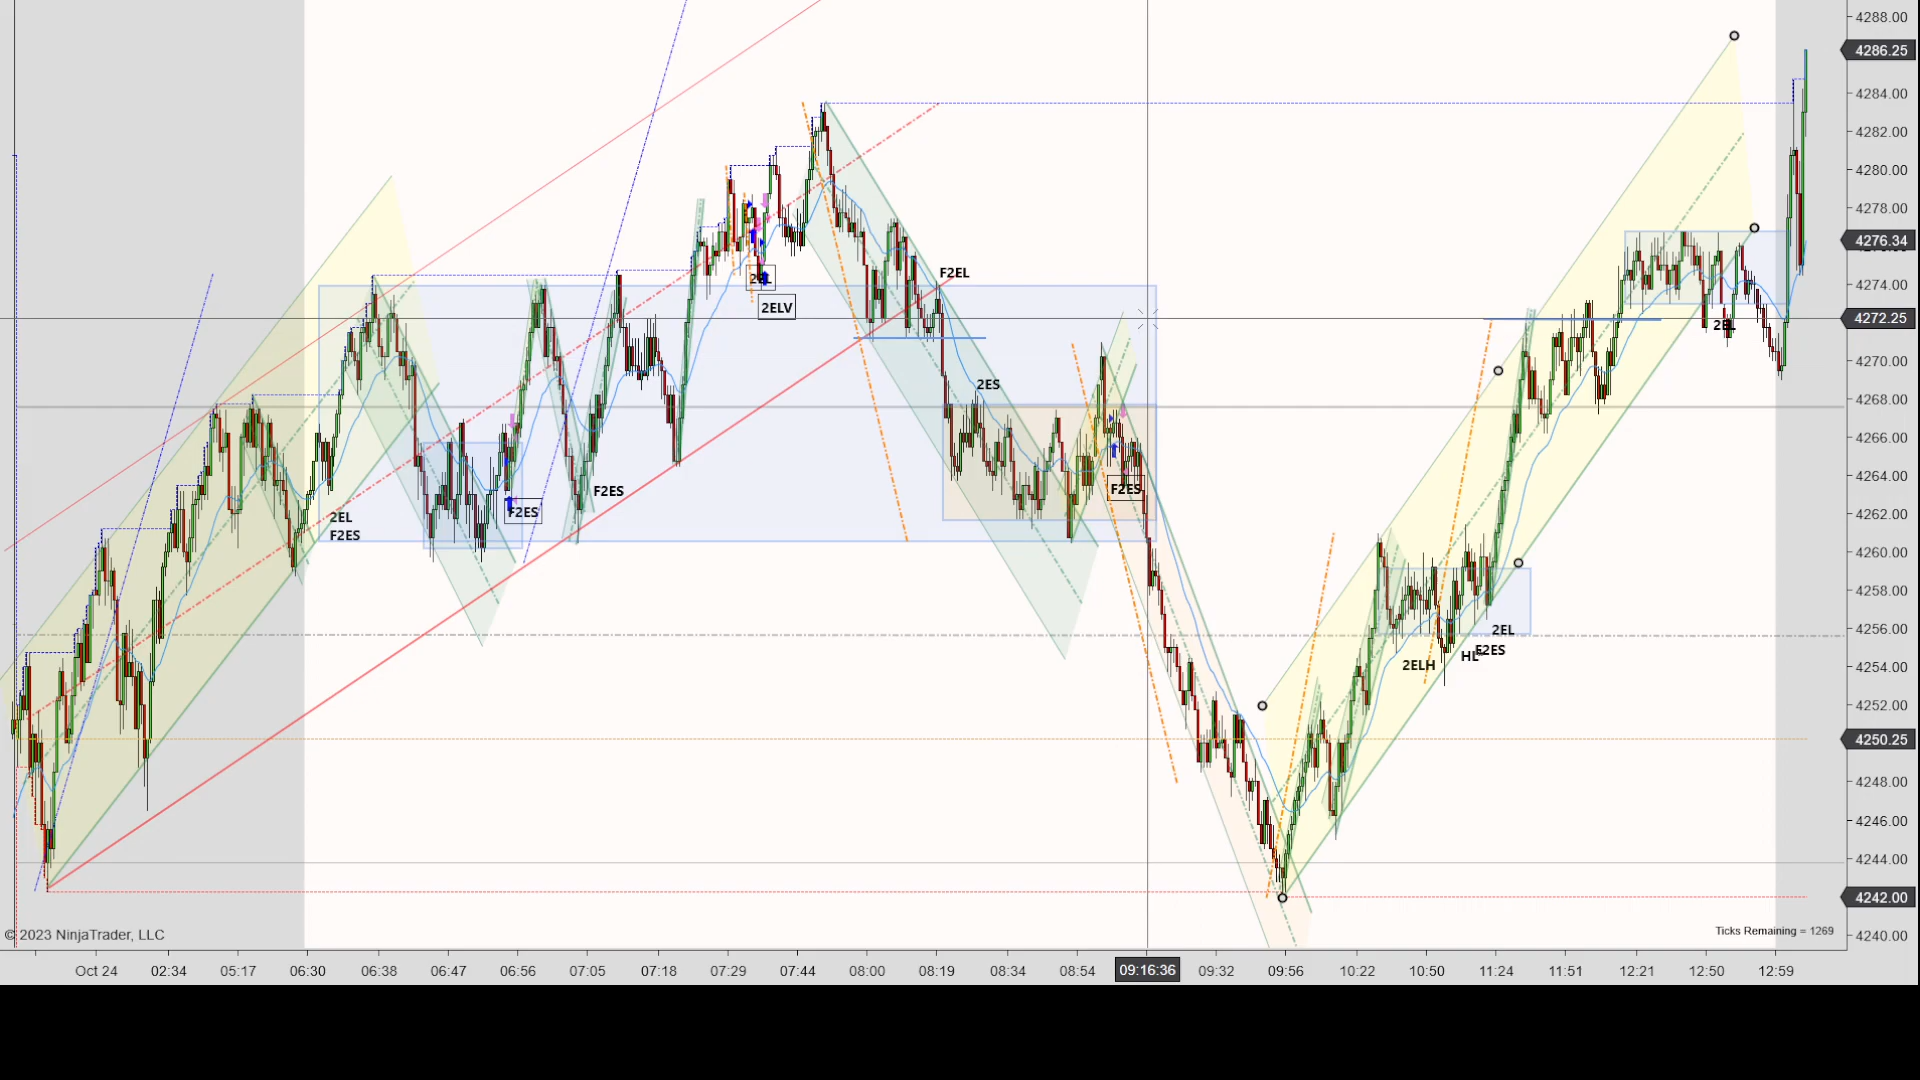 4288.00
4286.25
4284.00
4282.00
4280.00
4278.00
4276.34
F2EL
2ELV
4274.00
4272.25
4270.00
2ES
4268.00
4266.00
4264.00
F2ES
F2ES
F2ES
2EL
F2ES
4262.00
4260.00
4258.00
2EL
4256.00
2ELH
HL
F2ES
2EL
4254.00
4252.00
4250.25
4248.00
4246.00
4244.00
4242.00
4240.00
© 2023 NinjaTrader, LLC
Ticks Remaining = 1269
Oct 24 02:34 05:17 06:30 06:38 06:47 06:56 07:05 07:18 07:29 07:44 08:00 08:19 08:34 08:54 09:16:36 09:32 09:56 10:22 10:50 11:24 11:51 12:21 12:50 12:59